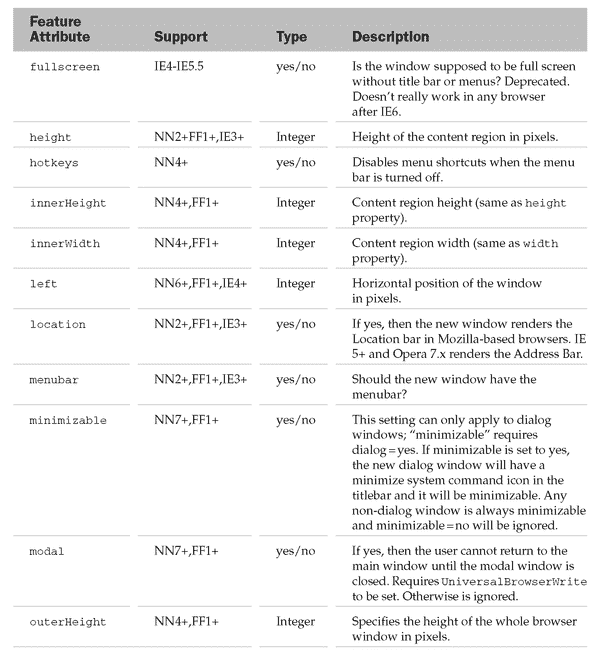 Feature
Attribute Support Type Description
fullscreen IE4-IE5.5 yes/no Is the window supposed to be full screen
without title bar or menus? Deprecated.
Doesn't really work in any browser
after IE6.
height NN2+FF1+,IE3+ Integer Height of the content region in pixels.
hotkeys NN4+ yes/no Disables menu shortcuts when the menu
bar is turned off.
innerHeight NN4+,FF1+ Integer Content region height (same as height
property).
innerWidth NN4+,FF1+ Integer Content region width (same as width
property).
left NN6+,FF1+,IE4+ Integer Horizontal position of the window
in pixels.
location NN2+,FF1+,IE3+ yes/no If yes, then the new window renders the
Location bar in Mozilla-based browsers. IE
5+ and Opera 7.x renders the Address Bar.
menubar NN2+,FF1+,IE3+ yes/no Should the new window have the
menubar?
minimizable NN7+,FF1+ yes/no This setting can only apply to dialog
windows; "minimizable" requires
dialog=yes. If minimizable is set to yes,
the new dialog window will have a
minimize system command icon in the
titlebar and it will be minimizable. Any
non-dialog window is always minimizable
and minimizable=no will be ignored.
modal NN7+,FF1+ yes/no If yes, then the user cannot return to the
main window until the modal window is
closed. Requires UniversalBrowserWrite
to be set. Otherwise is ignored.
outerHeight NN4+,FF1+ Integer Specifies the height of the whole browser
window in pixels.